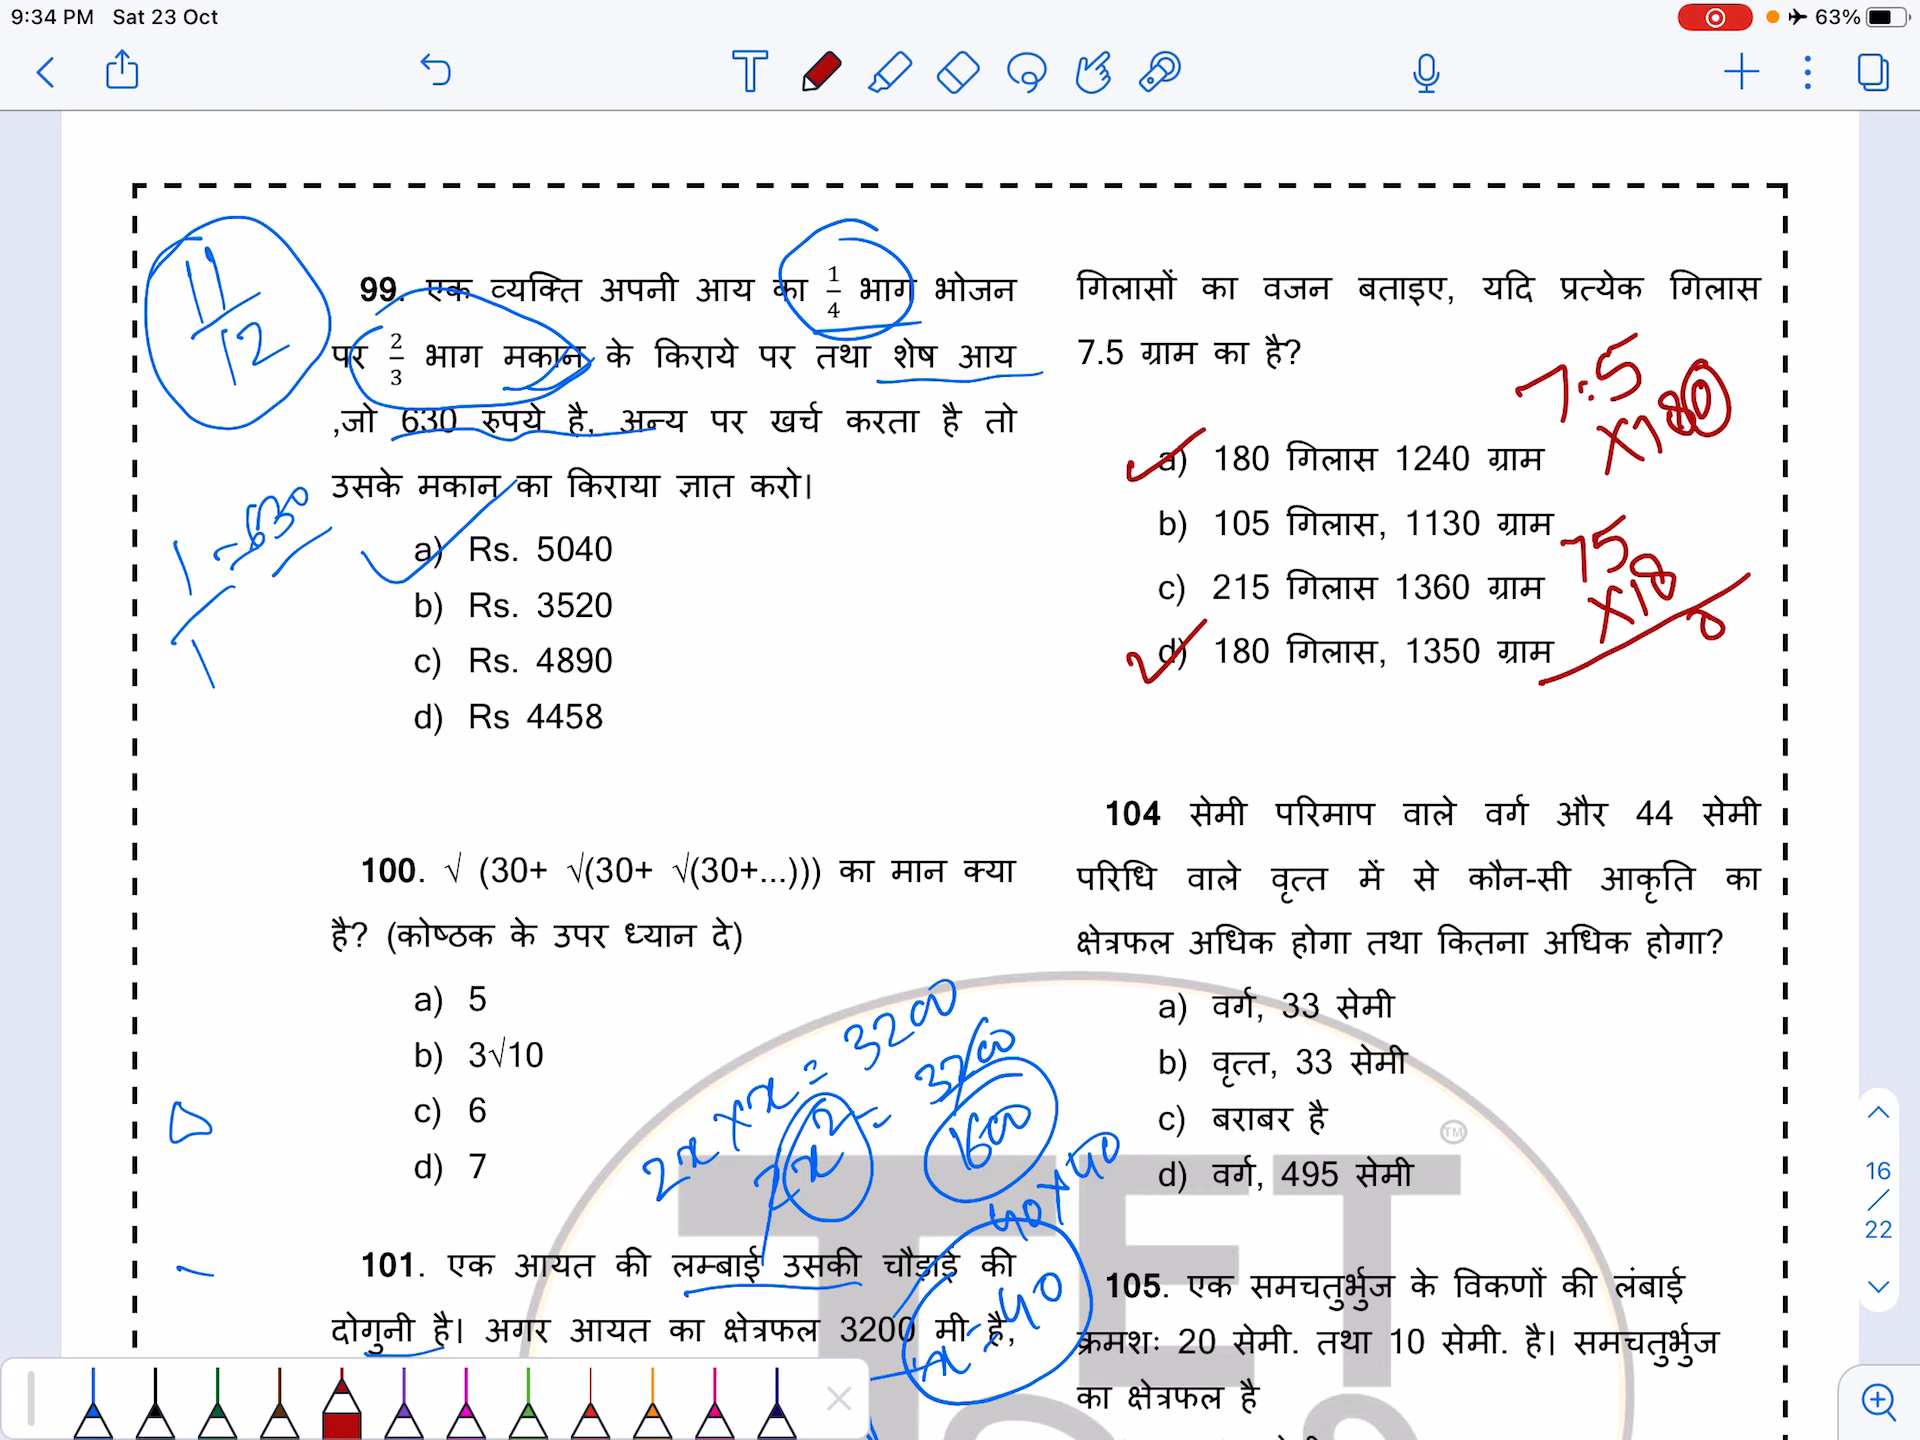 9:34 PM Sat 23 Oct
63%
99. एक व्यक्ति अपनी आय का 1/4 भाग भोजन
पर 2/3 भाग मकान के किराये पर तथा शेष आय
,जो 630 रुपये है, अन्य पर खर्च करता है तो
उसके मकान का किराया ज्ञात करो।
a) Rs. 5040
b) Rs. 3520
c) Rs. 4890
d) Rs 4458
11/12
1 - 630
1
100. √ (30+ √(30+ √(30+...))) का मान क्या
है? (कोष्ठक के उपर ध्यान दे)
a) 5
b) 3√10
c) 6
d) 7
2x × x = 3200
2x² = 3200
1600
40×40
x = 40
101. एक आयत की लम्बाई उसकी चौड़ाई की
दोगुनी है। अगर आयत का क्षेत्रफल 3200 मी है,
गिलासों का वजन बताइए, यदि प्रत्येक गिलास
7.5 ग्राम का है?
7.5
×180
a) 180 गिलास 1240 ग्राम
b) 105 गिलास, 1130 ग्राम
c) 215 गिलास 1360 ग्राम
d) 180 गिलास, 1350 ग्राम
75
×18
0
104 सेमी परिमाप वाले वर्ग और 44 सेमी
परिधि वाले वृत्त में से कौन-सी आकृति का
क्षेत्रफल अधिक होगा तथा कितना अधिक होगा?
a) वर्ग, 33 सेमी
b) वृत्त, 33 सेमी
c) बराबर है
d) वर्ग, 495 सेमी
TM
TET
105. एक समचतुर्भुज के विकर्णो की लंबाई
क्रमशः 20 सेमी. तथा 10 सेमी. है। समचतुर्भुज
का क्षेत्रफल है
16
/
22